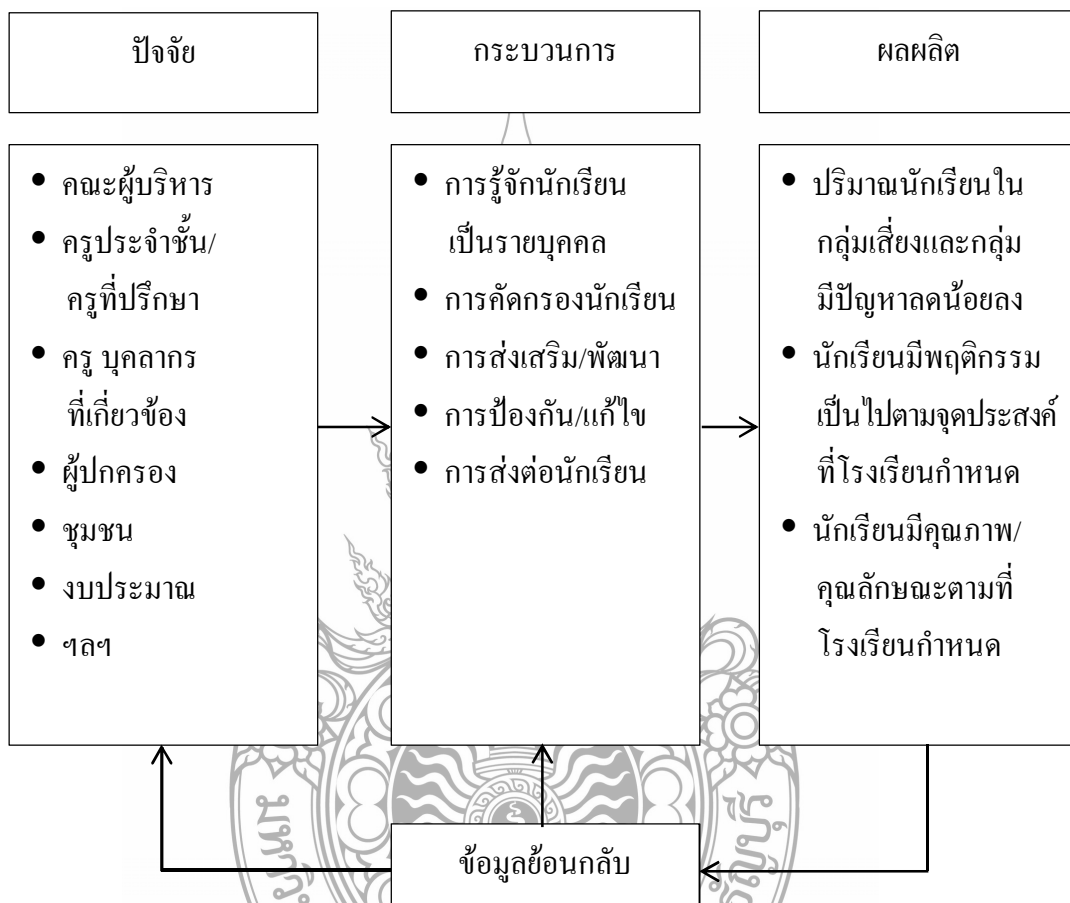 ปัจจัย
กระบวนการ
ผลผลิต
• คณะผู้บริหาร
• ครูประจำชั้น/
ครูที่ปรึกษา
• ครู บุคลากร
ที่เกี่ยวข้อง
• ผู้ปกครอง
• ชุมชน
• งบประมาณ
• ฯลฯ
• การรู้จักนักเรียน
เป็นรายบุคคล
• การคัดกรองนักเรียน
• การส่งเสริม/พัฒนา
• การป้องกัน/แก้ไข
• การส่งต่อนักเรียน
• ปริมาณนักเรียนใน
กลุ่มเสี่ยงและกลุ่ม
มีปัญหาลดน้อยลง
• นักเรียนมีพฤติกรรม
เป็นไปตามจุดประสงค์
ที่โรงเรียนกำหนด
• นักเรียนมีคุณภาพ/
คุณลักษณะตามที่
โรงเรียนกำหนด
ข้อมูลย้อนกลับ